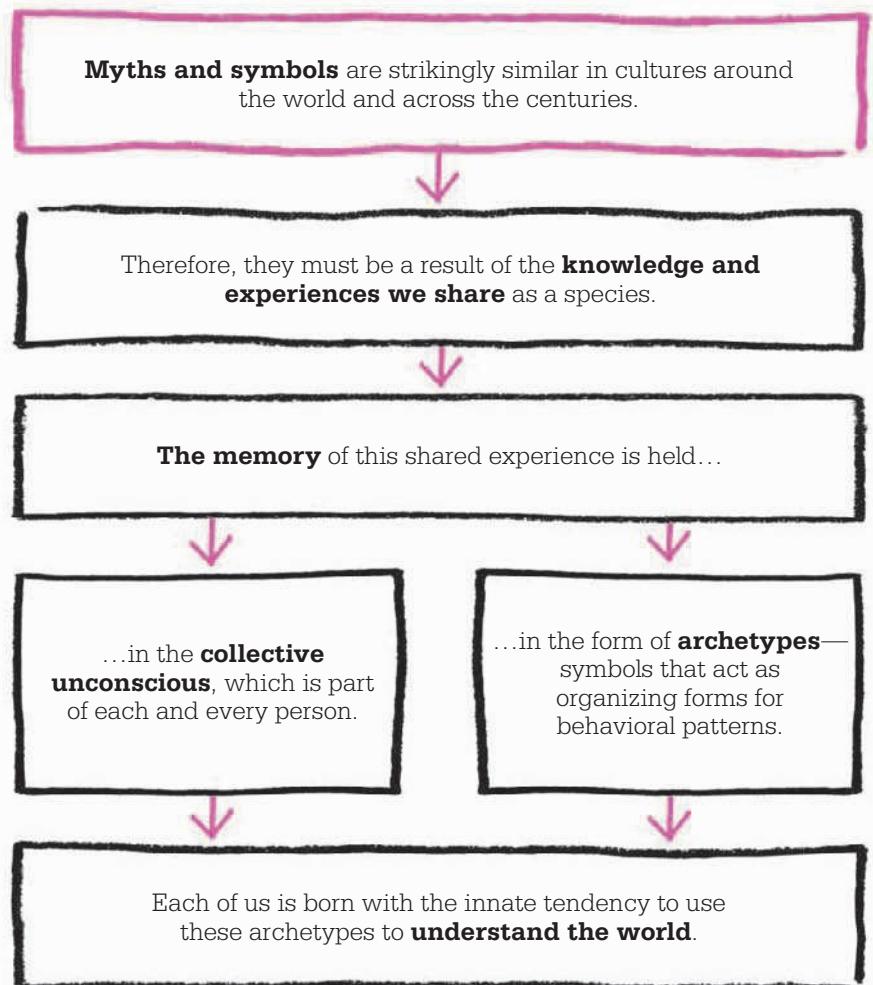 Myths and symbols are strikingly similar in cultures around
the world and across the centuries.
Therefore, they must be a result of the knowledge and
experiences we share as a species.
The memory of this shared experience is held…
…in the collective
unconscious, which is part
of each and every person.
…in the form of archetypes—
symbols that act as
organizing forms for
behavioral patterns.
Each of us is born with the innate tendency to use
these archetypes to understand the world.